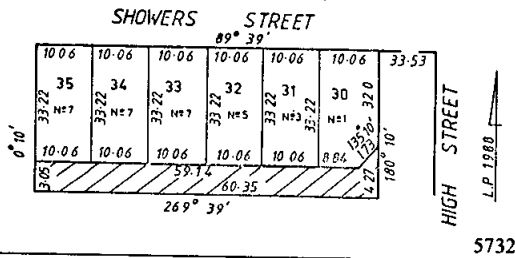 SHOWERS STREET
89° 39'
10·06 10·06 10·06 10·06 10·06 10·06 33·53
35 34 33 32 31 30
33·22 33·22 33·22 33·22 33·22 33·22 32·0
Nº7 Nº7 Nº7 Nº5 Nº3 Nº1
0° 10'
135° 10'
1·73
180° 10'
HIGH STREET
L.P. 1988
10·06 10·06 10·06 10·06 10·06 8·84
3·05 59·14 4·27
60·35
269° 39'
5732